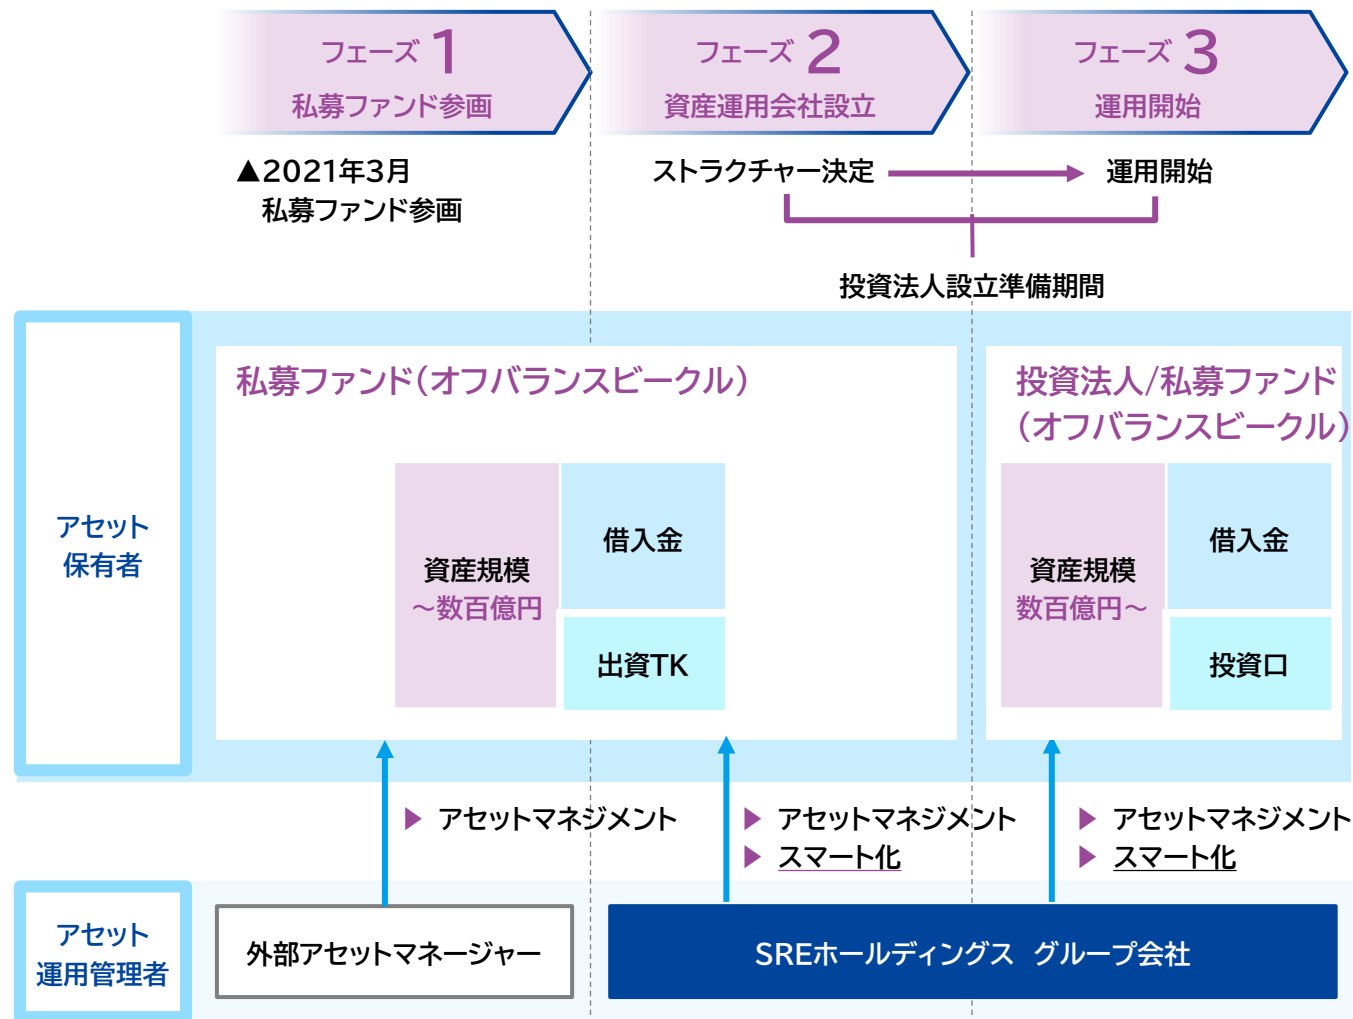 フェーズ 1
私募ファンド参画
フェーズ 2
資産運用会社設立
フェーズ 3
運用開始
▲2021年3月
私募ファンド参画
ストラクチャー決定
運用開始
投資法人設立準備期間
アセット
保有者
私募ファンド(オフバランスビークル)
資産規模
～数百億円
借入金
出資TK
投資法人/私募ファンド
(オフバランスビークル)
資産規模
数百億円～
借入金
投資口
▶ アセットマネジメント
▶ アセットマネジメント
▶ スマート化
▶ アセットマネジメント
▶ スマート化
アセット
運用管理者
外部アセットマネージャー
SREホールディングス グループ会社